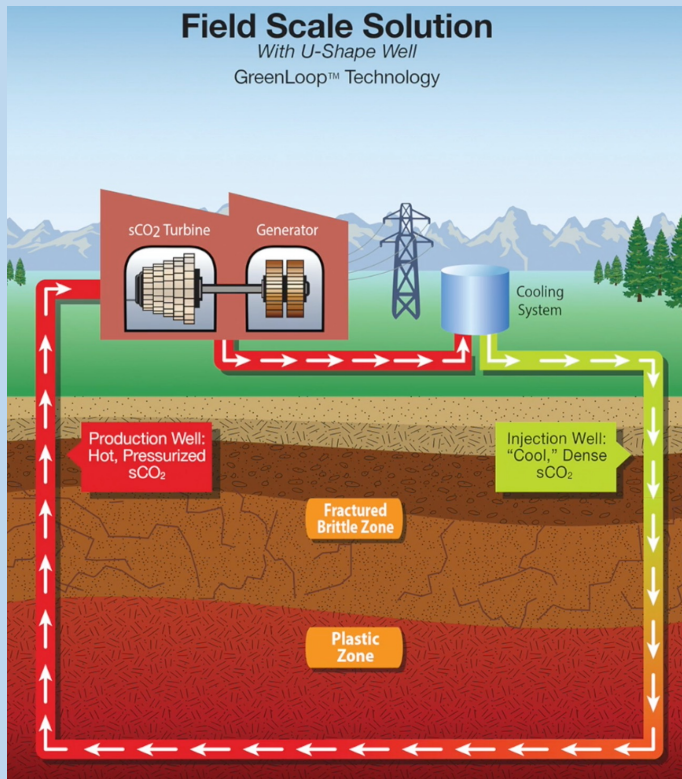 Field Scale Solution
With U-Shape Well
GreenLoop™ Technology
sCO₂ Turbine
Generator
Cooling
System
Production Well:
Hot, Pressurized
sCO₂
Injection Well:
“Cool,” Dense
sCO₂
Fractured
Brittle Zone
Plastic
Zone